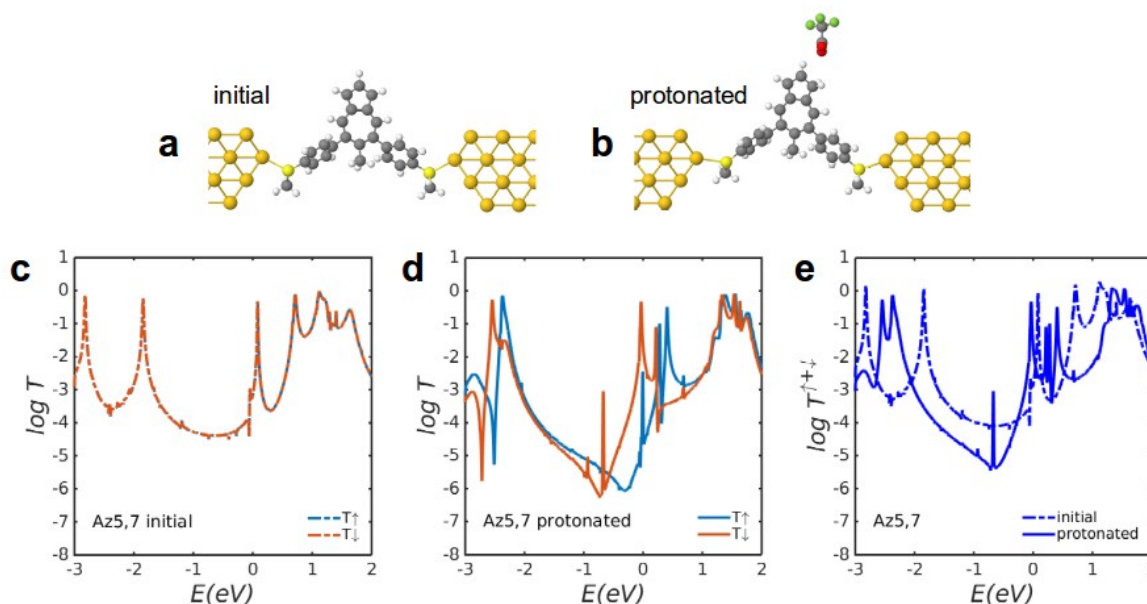 initial
protonated
a
b
c
d
e
log T
1
0
-1
-2
-3
-4
-5
-6
-7
-8
Az5,7 initial
T↑
T↓
-3 -2 -1 0 1 2
E(eV)
log T
1
0
-1
-2
-3
-4
-5
-6
-7
-8
Az5,7 protonated
T↑
T↓
-3 -2 -1 0 1 2
E(eV)
log T↑+↓
1
0
-1
-2
-3
-4
-5
-6
-7
-8
Az5,7
initial
protonated
-3 -2 -1 0 1 2
E(eV)